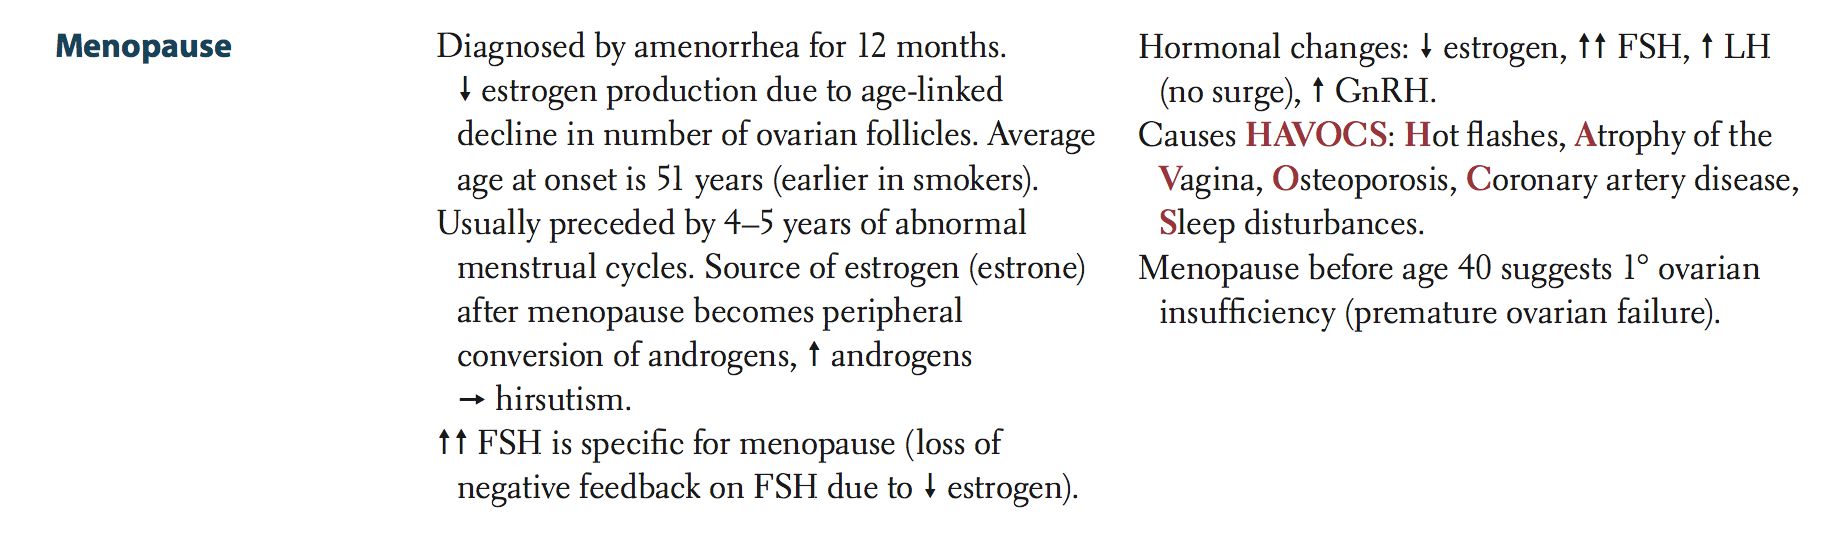 Menopause
Diagnosed by amenorrhea for 12 months.
↓ estrogen production due to age-linked
decline in number of ovarian follicles. Average
age at onset is 51 years (earlier in smokers).
Usually preceded by 4–5 years of abnormal
menstrual cycles. Source of estrogen (estrone)
after menopause becomes peripheral
conversion of androgens, ↑ androgens
→ hirsutism.
↑↑ FSH is specific for menopause (loss of
negative feedback on FSH due to ↓ estrogen).
Hormonal changes: ↓ estrogen, ↑↑ FSH, ↑ LH
(no surge), ↑ GnRH.
Causes HAVOCS: Hot flashes, Atrophy of the
Vagina, Osteoporosis, Coronary artery disease,
Sleep disturbances.
Menopause before age 40 suggests 1° ovarian
insufficiency (premature ovarian failure).